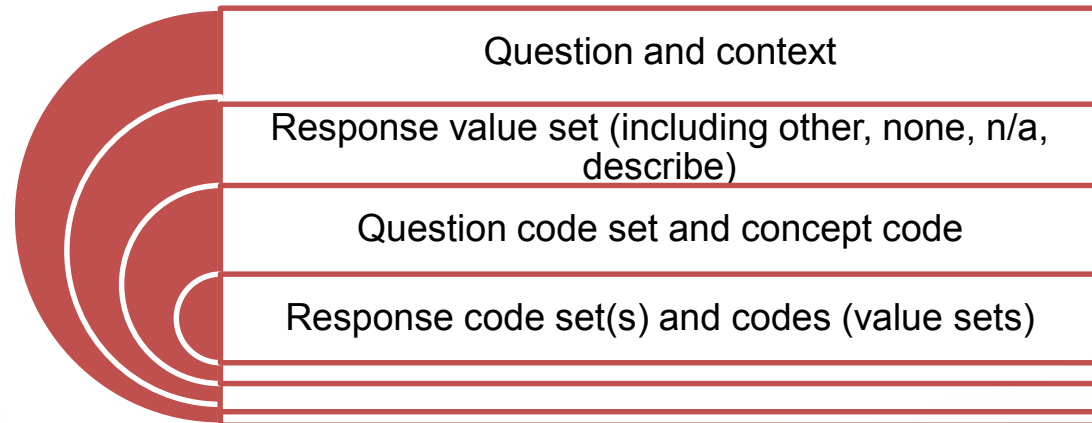 Question and context
Response value set (including other, none, n/a,
describe)
Question code set and concept code
Response code set(s) and codes (value sets)